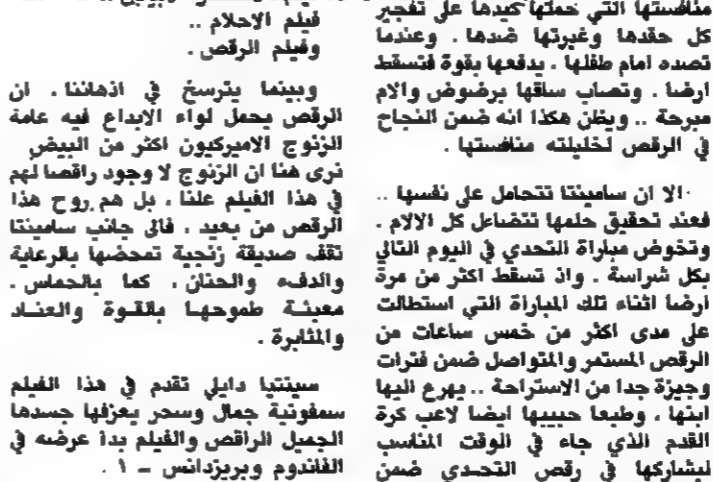 منافستها التي حملتها كيدها على تفجير
كل حقدها وغيرتها ضدها . وعندما
تصده امام طفلها . يدفعها بقوة فتسقط
ارضا . وتصاب ساقها برضوض والام
مبرحة .. ويظن هكذا انه ضمن النجاح
في الرقص لخليلته منافستها .
الا ان سامينتا تتحامل على نفسها ..
فعند تحقيق حلمها تتضاءل كل الالام .
وتخوض مباراة التحدي في اليوم التالي
بكل شراسة . واذ تسقط اكثر من مرة
ارضا اثناء تلك المباراة التي استطالت
على مدى اكثر من خمس ساعات من
الرقص المستمر والمتواصل ضمن فترات
وجيزة جدا من الاستراحة .. يهرع اليها
ابنها ، وطبعا حبيبها ايضا لاعب كرة
القدم الذي جاء في الوقت المناسب
ليشاركها في رقص التحدي ضمن
فيلم الاحلام ..
وفيلم الرقص .
وبينما يترسخ في اذهاننا . ان
الرقص يحمل لواء الابداع فيه عامة
الزنوج الاميركيون اكثر من البيض
نرى هنا ان الزنوج لا وجود راقصا لهم
في هذا الفيلم علنا ، بل هم روح هذا
الرقص من بعيد . فالى جانب سامينتا
تقف صديقة زنجية تمحضها بالرعاية
والدفء والحنان ، كما بالحماس .
معبئة طموحها بالقوة والعناد
والمثابرة .
سينتيا دايلي تقدم في هذا الفيلم
سمفونية جمال وسحر يعزفها جسدها
الجميل الراقص والفيلم بدا عرضه في
الفاندوم وبريزدانس – ١ .